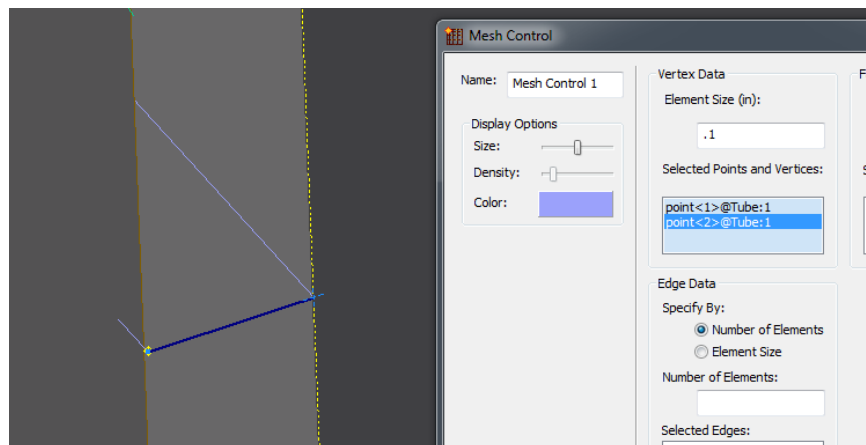 Mesh Control
Name:
Mesh Control 1
Display Options
Size:
Density:
Color:
Vertex Data
Element Size (in):
.1
Selected Points and Vertices:
point<1>@Tube:1
point<2>@Tube:1
Edge Data
Specify By:
Number of Elements
Element Size
Number of Elements:
Selected Edges: